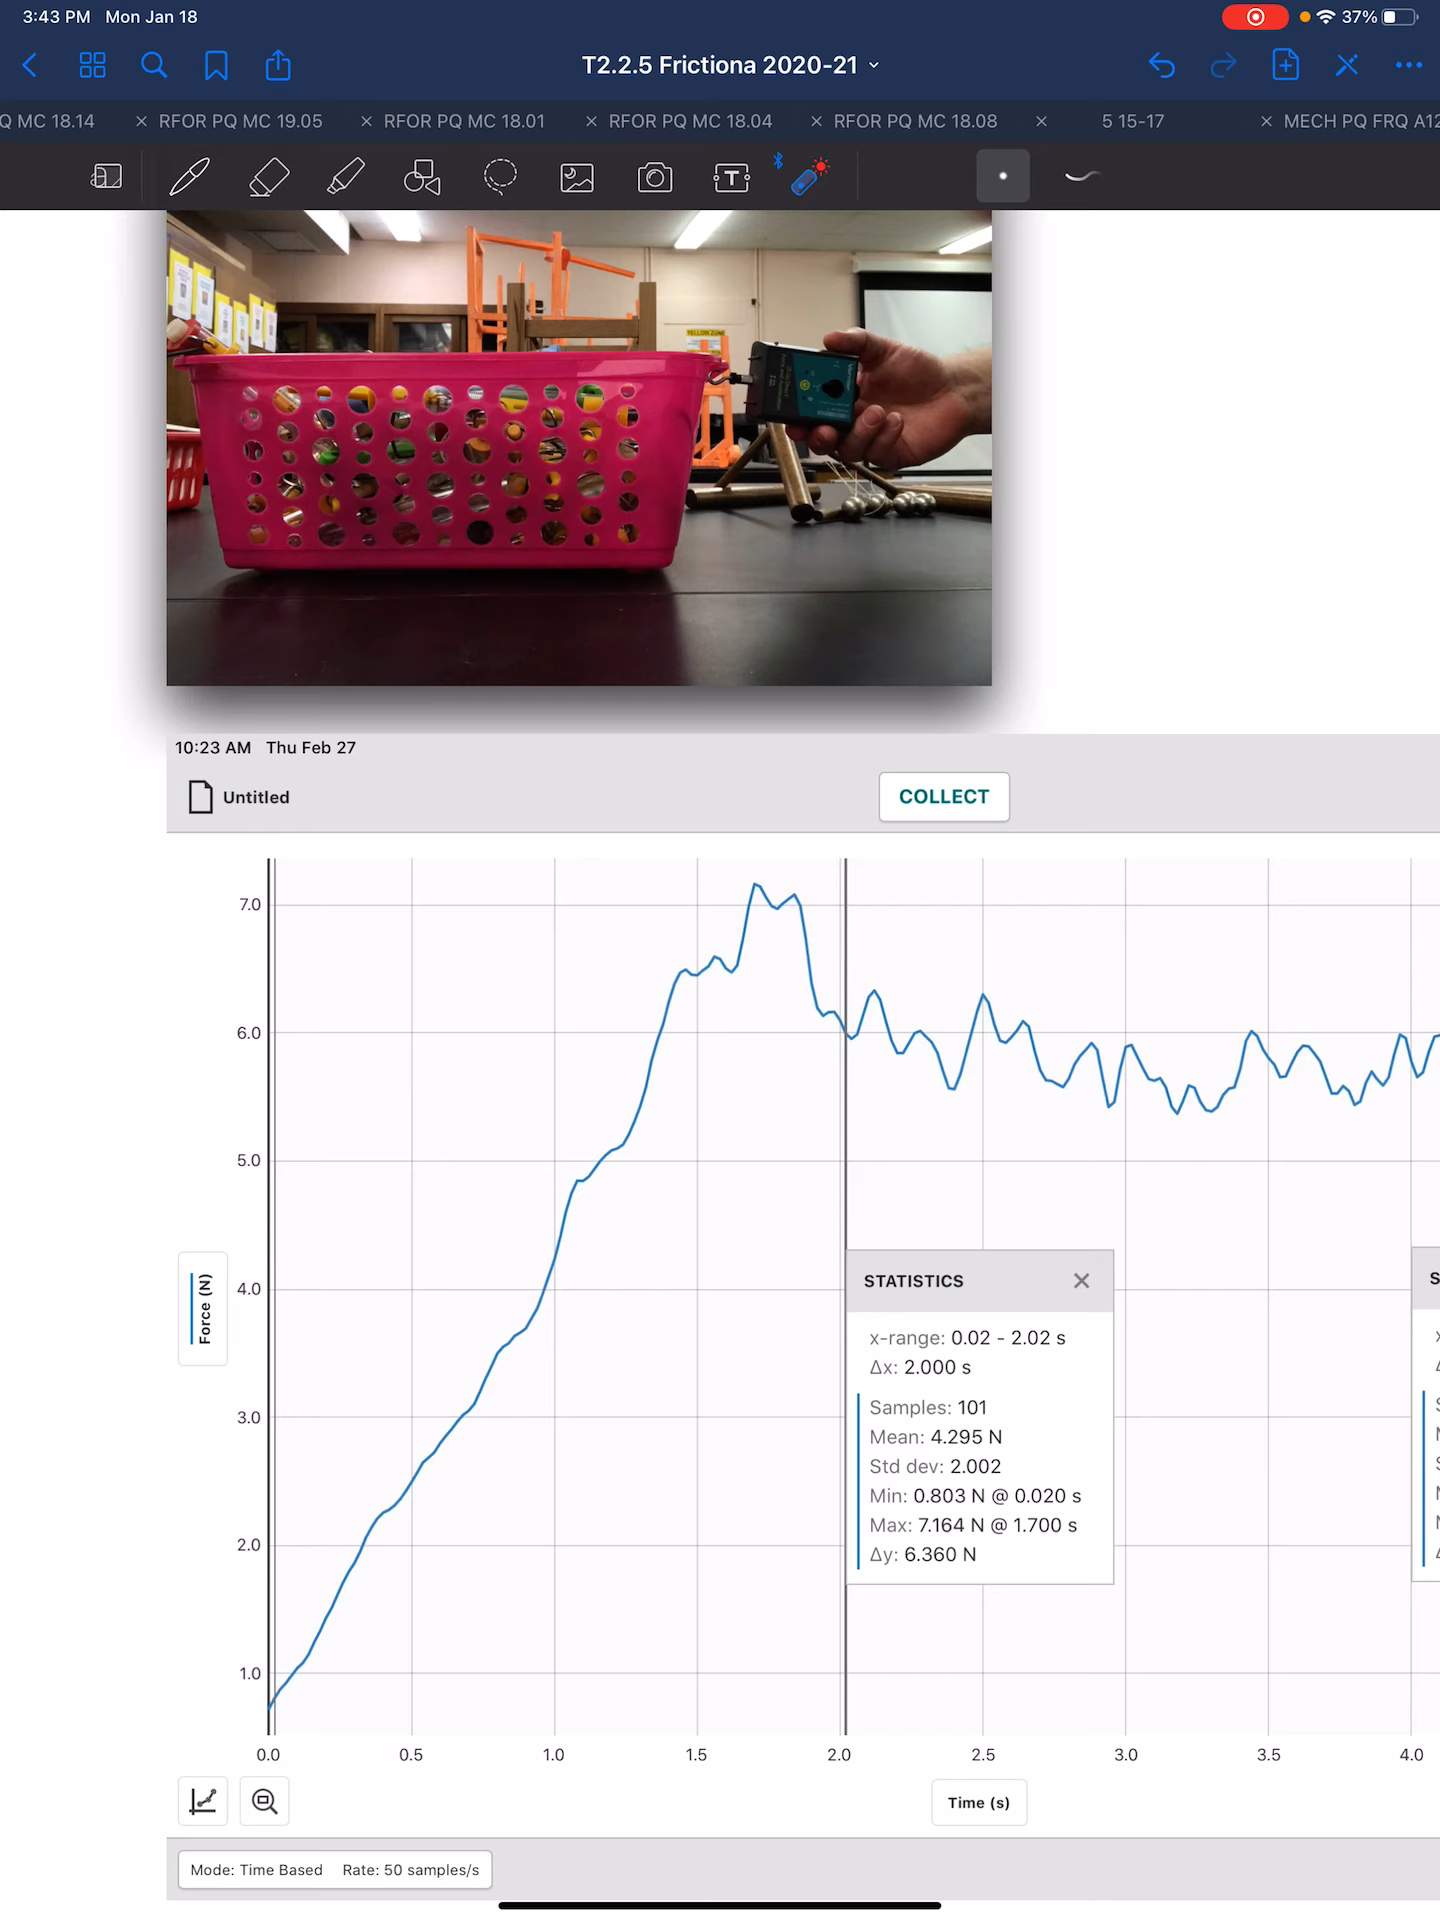 3:43 PM Mon Jan 18
37%
T2.2.5 Frictiona 2020-21
Q MC 18.14
RFOR PQ MC 19.05
RFOR PQ MC 18.01
RFOR PQ MC 18.04
RFOR PQ MC 18.08
5 15-17
MECH PQ FRQ A12
T
YELLOW ZONE
10:23 AM Thu Feb 27
Untitled
COLLECT
7.0
6.0
5.0
4.0
3.0
2.0
1.0
Force (N)
STATISTICS
x-range: 0.02 - 2.02 s
Δx: 2.000 s
Samples: 101
Mean: 4.295 N
Std dev: 2.002
Min: 0.803 N @ 0.020 s
Max: 7.164 N @ 1.700 s
Δy: 6.360 N
0.0 0.5 1.0 1.5 2.0 2.5 3.0 3.5 4.0
Time (s)
Mode: Time Based Rate: 50 samples/s